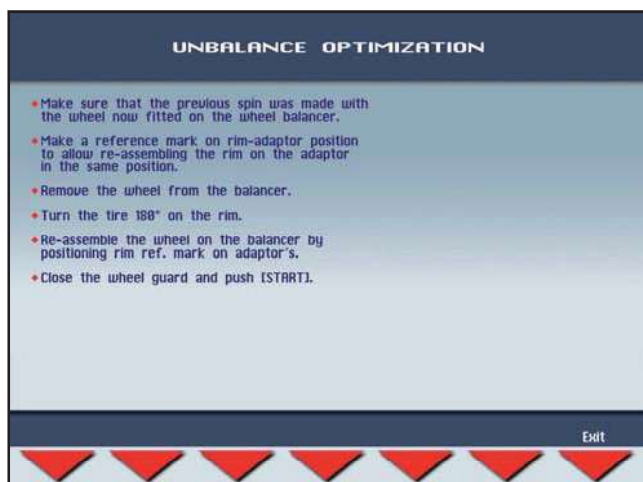 UNBALANCE OPTIMIZATION
Make sure that the previous spin was made with
the wheel now fitted on the wheel balancer.
Make a reference mark on rim-adaptor position
to allow re-assembling the rim on the adaptor
in the same position.
Remove the wheel from the balancer.
Turn the tire 180° on the rim.
Re-assemble the wheel on the balancer by
positioning rim ref. mark on adaptor's.
Close the wheel guard and push [START].
Exit